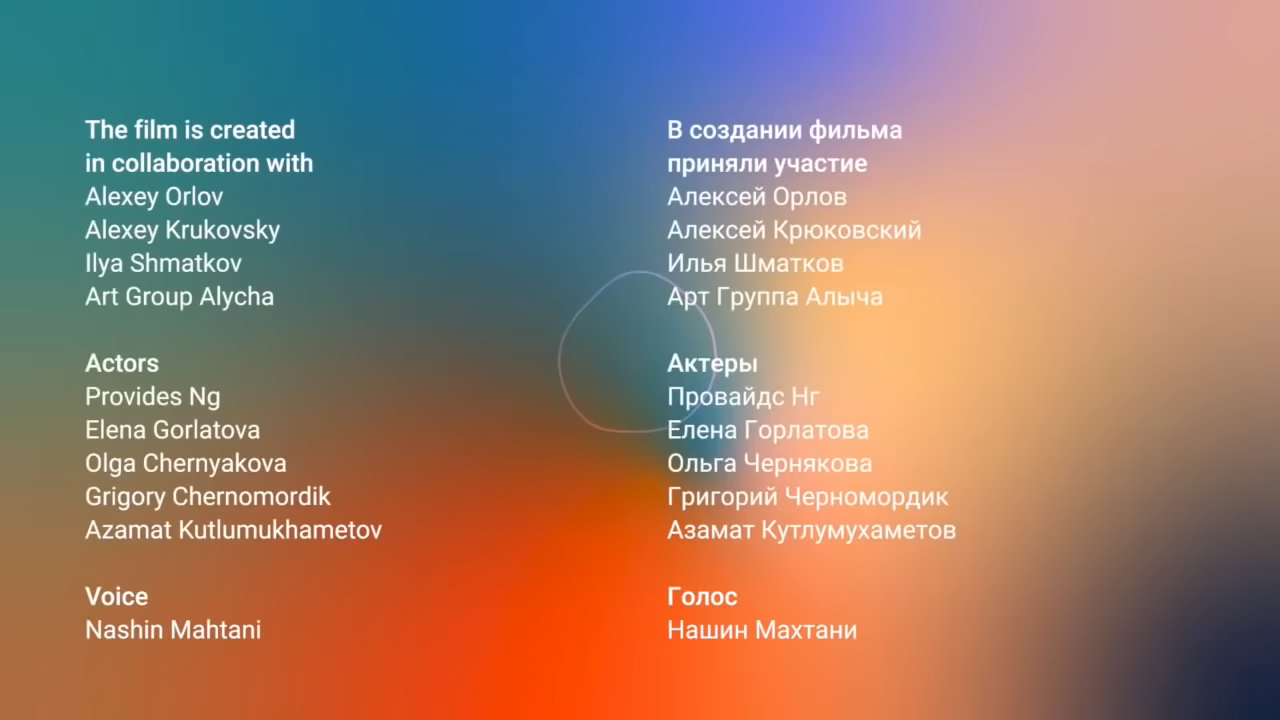 The film is created
in collaboration with
Alexey Orlov
Alexey Krukovsky
Ilya Shmatkov
Art Group Alycha
Actors
Provides Ng
Elena Gorlatova
Olga Chernyakova
Grigory Chernomordik
Azamat Kutlumukhametov
Voice
Nashin Mahtani
В создании фильма
приняли участие
Алексей Орлов
Алексей Крюковский
Илья Шматков
Арт Группа Алыча
Актеры
Провайдс Нг
Елена Горлатова
Ольга Чернякова
Григорий Черномордик
Азамат Кутлумухаметов
Голос
Нашин Махтани